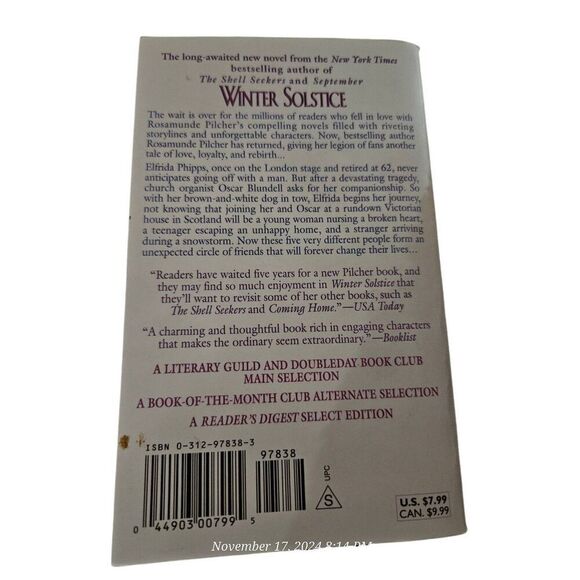 The long-awaited new novel from the New York Times
bestselling author of
The Shell Seekers and September
WINTER SOLSTICE
The wait is over for the millions of readers who fell in love with
Rosamunde Pilcher's compelling novels filled with riveting
storylines and unforgettable characters. Now, bestselling author
Rosamunde Pilcher has returned, giving her legion of fans another
tale of love, loyalty, and rebirth...
Elfrida Phipps, once on the London stage and retired at 62, never
anticipates going off with a man. But after a devastating tragedy,
church organist Oscar Blundell asks for her companionship. So
with her brown-and-white dog in tow, Elfrida begins her journey,
not knowing that joining her and Oscar at a rundown Victorian
house in Scotland will be a young woman nursing a broken heart,
a teenager escaping an unhappy home, and a stranger arriving
during a snowstorm. Now these five very different people form an
unexpected circle of friends that will forever change their lives...
"Readers have waited five years for a new Pilcher book, and
they may find so much enjoyment in Winter Solstice that
they'll want to revisit some of her other books, such as
The Shell Seekers and Coming Home."—USA Today
"A charming and thoughtful book rich in engaging characters
that makes the ordinary seem extraordinary."—Booklist
A LITERARY GUILD AND DOUBLEDAY BOOK CLUB
MAIN SELECTION
A BOOK-OF-THE-MONTH CLUB ALTERNATE SELECTION
A READER'S DIGEST SELECT EDITION
ISBN 0-312-97838-3
97838
UPC
S
U.S. $7.99
CAN. $9.99
0 44903 00799 5
November 17, 2024 8:14 PM